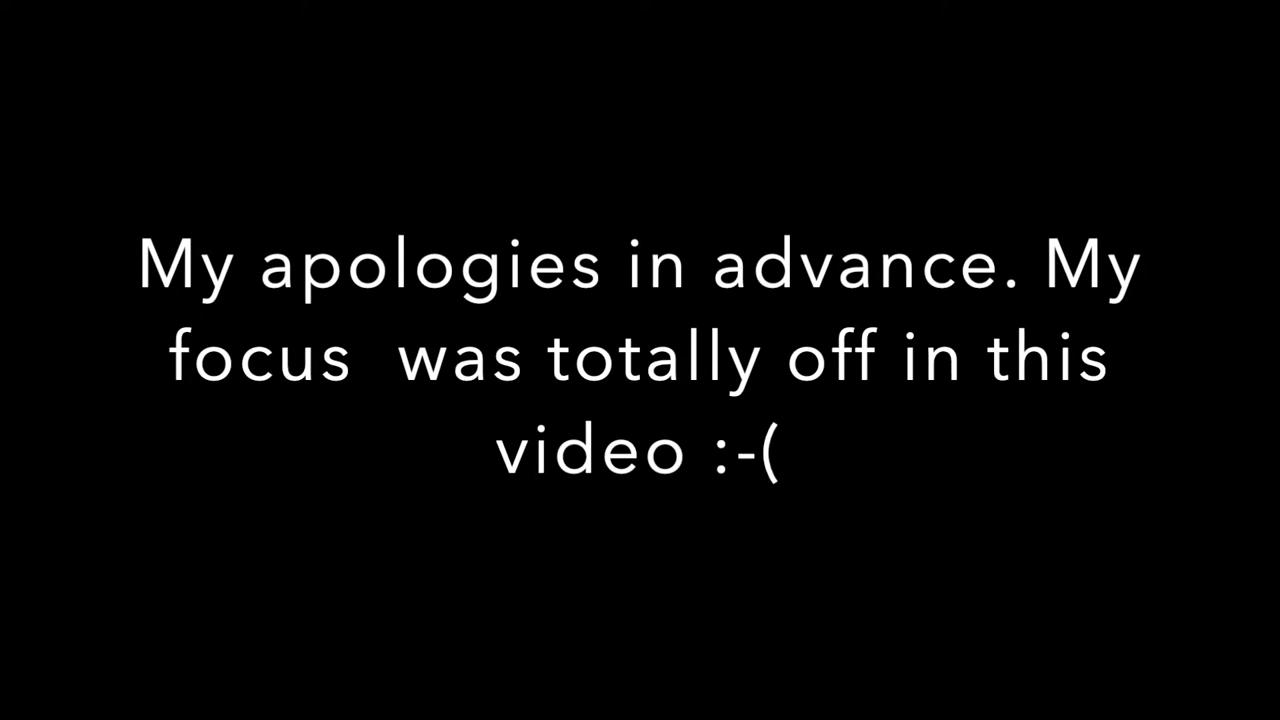 My apologies in advance. My
focus  was totally off in this
video :-(